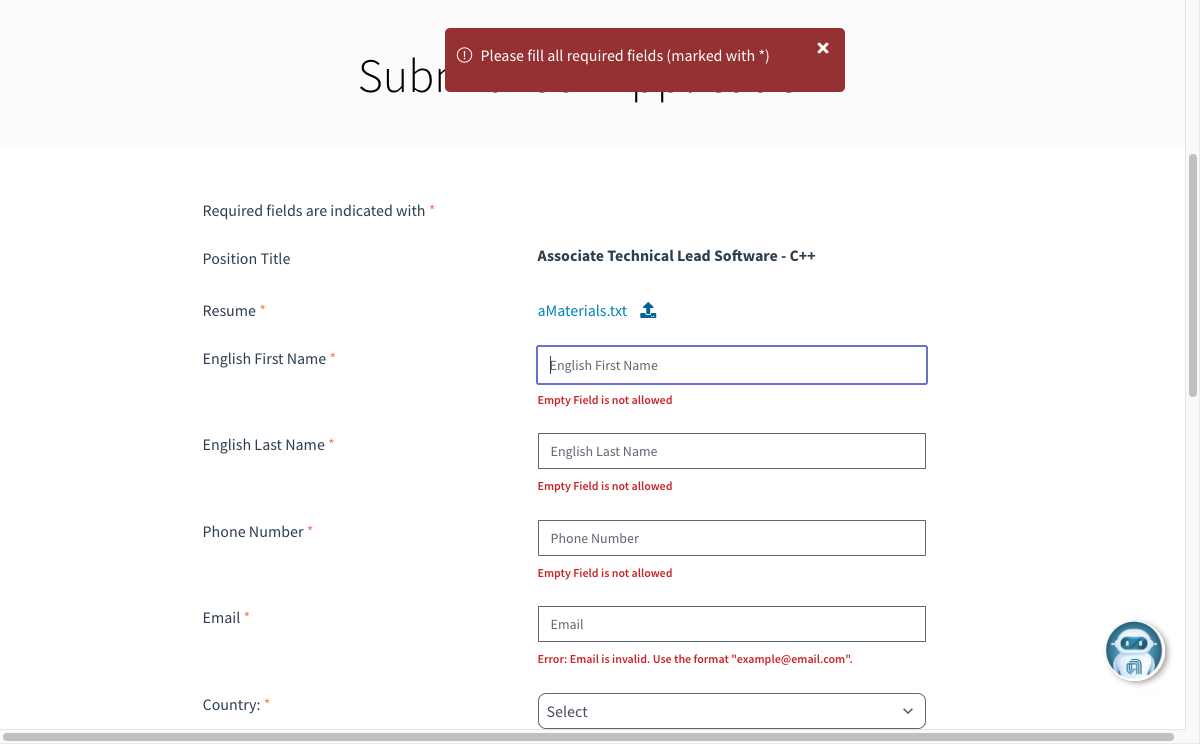 Please fill all required fields (marked with *)
Required fields are indicated with *
Position Title
Associate Technical Lead Software - C++
Resume *
aMaterials.txt
English First Name *
English First Name
Empty Field is not allowed
English Last Name *
English Last Name
Empty Field is not allowed
Phone Number *
Phone Number
Empty Field is not allowed
Email *
Email
Error: Email is invalid. Use the format "example@email.com".
Country: *
Select